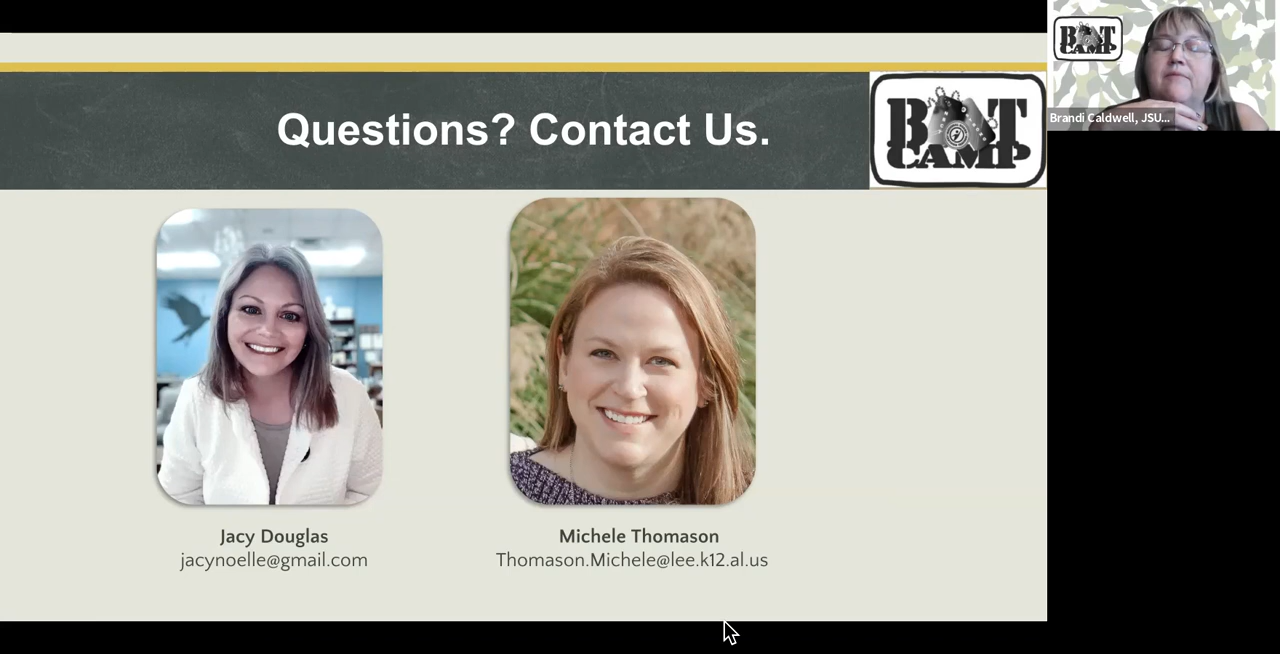 Questions? Contact Us.
BOOT
CAMP
BOOT
CAMP
Brandi Caldwell, JSU...
Jacy Douglas
jacynoelle@gmail.com
Michele Thomason
Thomason.Michele@lee.k12.al.us